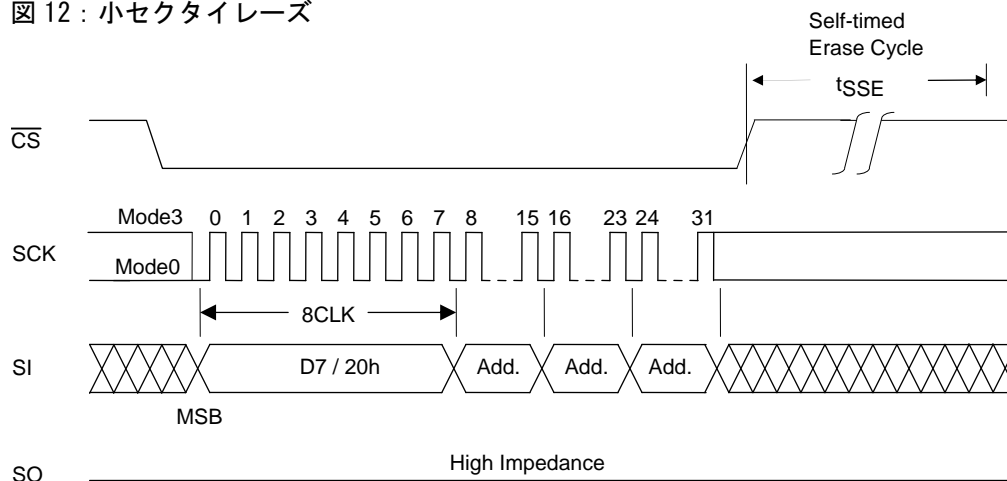 図 12 : 小セクタイレーズ
Self-timed
Erase Cycle
tSSE
CS
Mode3 0 1 2 3 4 5 6 7 8 15 16 23 24 31
SCK
Mode0
8CLK
SI D7 / 20h Add. Add. Add.
MSB
High Impedance
SO